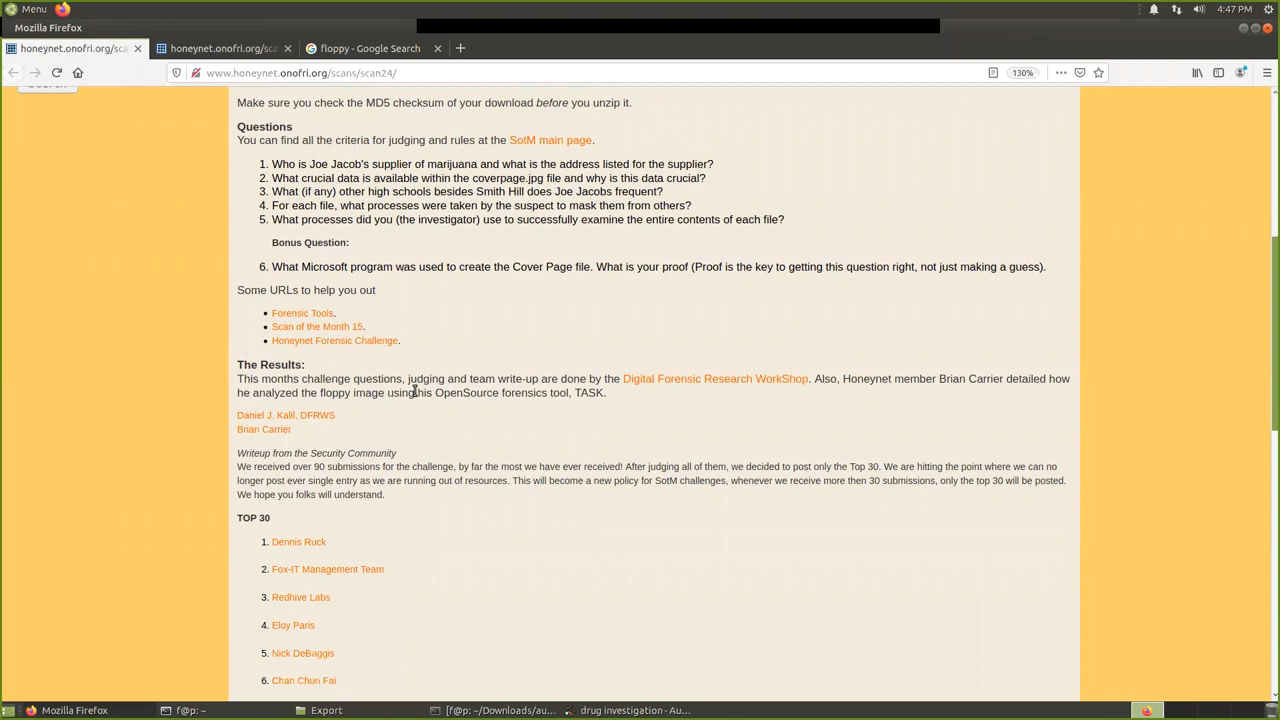 Menu
4:47 PM
Mozilla Firefox
honeynet.onofri.org/sca
honeynet.onofri.org/sca
floppy - Google Search
www.honeynet.onofri.org/scans/scan24/
130%
Make sure you check the MD5 checksum of your download before you unzip it.
Questions
You can find all the criteria for judging and rules at the SotM main page.
1. Who is Joe Jacob's supplier of marijuana and what is the address listed for the supplier?
2. What crucial data is available within the coverpage.jpg file and why is this data crucial?
3. What (if any) other high schools besides Smith Hill does Joe Jacobs frequent?
4. For each file, what processes were taken by the suspect to mask them from others?
5. What processes did you (the investigator) use to successfully examine the entire contents of each file?
Bonus Question:
6. What Microsoft program was used to create the Cover Page file. What is your proof (Proof is the key to getting this question right, not just making a guess).
Some URLs to help you out
• Forensic Tools.
• Scan of the Month 15.
• Honeynet Forensic Challenge.
The Results:
This months challenge questions, judging and team write-up are done by the Digital Forensic Research WorkShop. Also, Honeynet member Brian Carrier detailed how
he analyzed the floppy image using his OpenSource forensics tool, TASK.
Daniel J. Kalil, DFRWS
Brian Carrier
Writeup from the Security Community
We received over 90 submissions for the challenge, by far the most we have ever received! After judging all of them, we decided to post only the Top 30. We are hitting the point where we can no
longer post ever single entry as we are running out of resources. This will become a new policy for SotM challenges, whenever we receive more then 30 submissions, only the top 30 will be posted.
We hope you folks will understand.
TOP 30
1. Dennis Ruck
2. Fox-IT Management Team
3. Redhive Labs
4. Eloy Paris
5. Nick DeBaggis
6. Chan Chun Fai
Mozilla Firefox
f@p: ~
Export
[f@p: ~/Downloads/au...
drug investigation - Au...